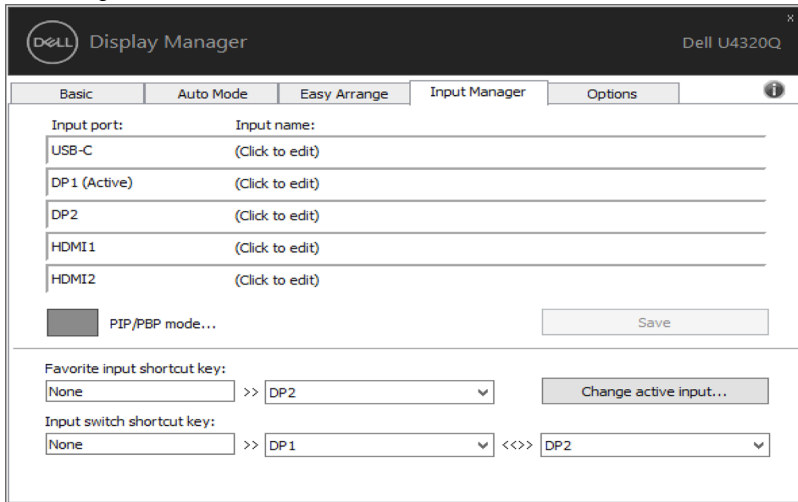 DELL Display Manager Dell U4320Q
Basic Auto Mode Easy Arrange Input Manager Options
Input port: Input name:
USB-C (Click to edit)
DP1 (Active) (Click to edit)
DP2 (Click to edit)
HDMI1 (Click to edit)
HDMI2 (Click to edit)
PIP/PBP mode... Save
Favorite input shortcut key:
None >> DP2 Change active input...
Input switch shortcut key:
None >> DP1 <<>> DP2